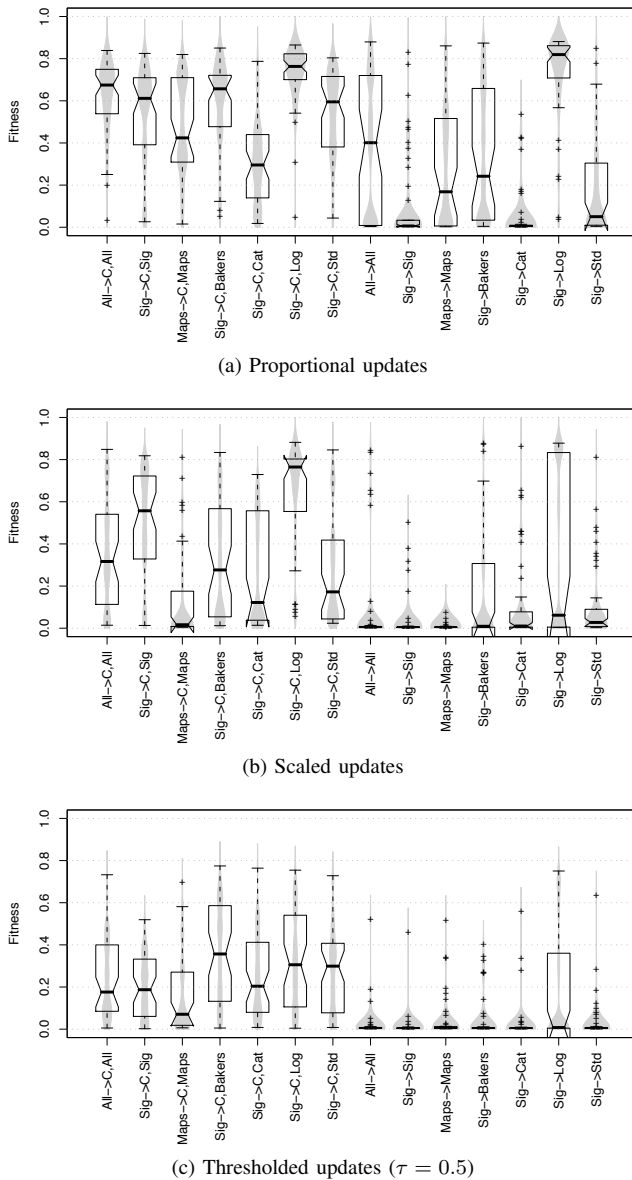 1.0
0.8
0.6
0.4
0.2
0.0
Fitness
All->C,All
Sig->C,Sig
Maps->C,Maps
Sig->C,Bakers
Sig->C,Cat
Sig->C,Log
Sig->C,Std
All->All
Sig->Sig
Maps->Maps
Sig->Bakers
Sig->Cat
Sig->Log
Sig->Std
(a) Proportional updates
1.0
0.8
0.6
0.4
0.2
0.0
Fitness
All->C,All
Sig->C,Sig
Maps->C,Maps
Sig->C,Bakers
Sig->C,Cat
Sig->C,Log
Sig->C,Std
All->All
Sig->Sig
Maps->Maps
Sig->Bakers
Sig->Cat
Sig->Log
Sig->Std
(b) Scaled updates
1.0
0.8
0.6
0.4
0.2
0.0
Fitness
All->C,All
Sig->C,Sig
Maps->C,Maps
Sig->C,Bakers
Sig->C,Cat
Sig->C,Log
Sig->C,Std
All->All
Sig->Sig
Maps->Maps
Sig->Bakers
Sig->Cat
Sig->Log
Sig->Std
(c) Thresholded updates (τ = 0.5)